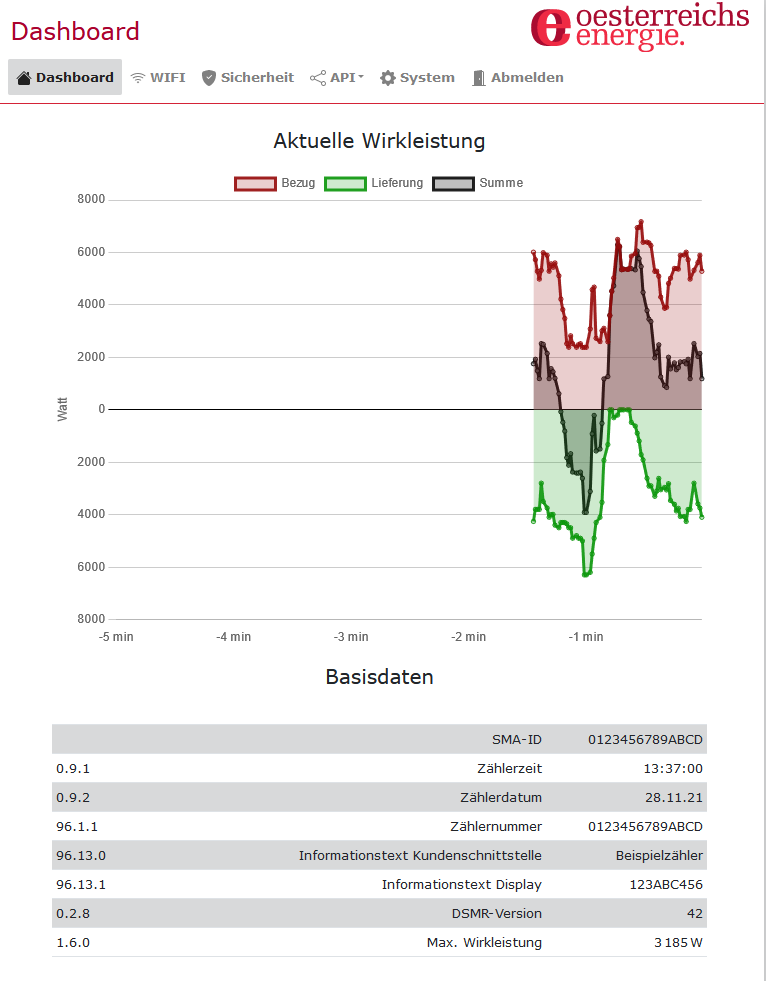 Dashboard
oesterreichs
energie.
Dashboard WIFI Sicherheit API System Abmelden
Aktuelle Wirkleistung
Bezug Lieferung Summe
8000
6000
4000
2000
0
2000
4000
6000
8000
Watt
-5 min -4 min -3 min -2 min -1 min
Basisdaten
SMA-ID 0123456789ABCD
0.9.1 Zählerzeit 13:37:00
0.9.2 Zählerdatum 28.11.21
96.1.1 Zählernummer 0123456789ABCD
96.13.0 Informationstext Kundenschnittstelle Beispielzähler
96.13.1 Informationstext Display 123ABC456
0.2.8 DSMR-Version 42
1.6.0 Max. Wirkleistung 3 185 W